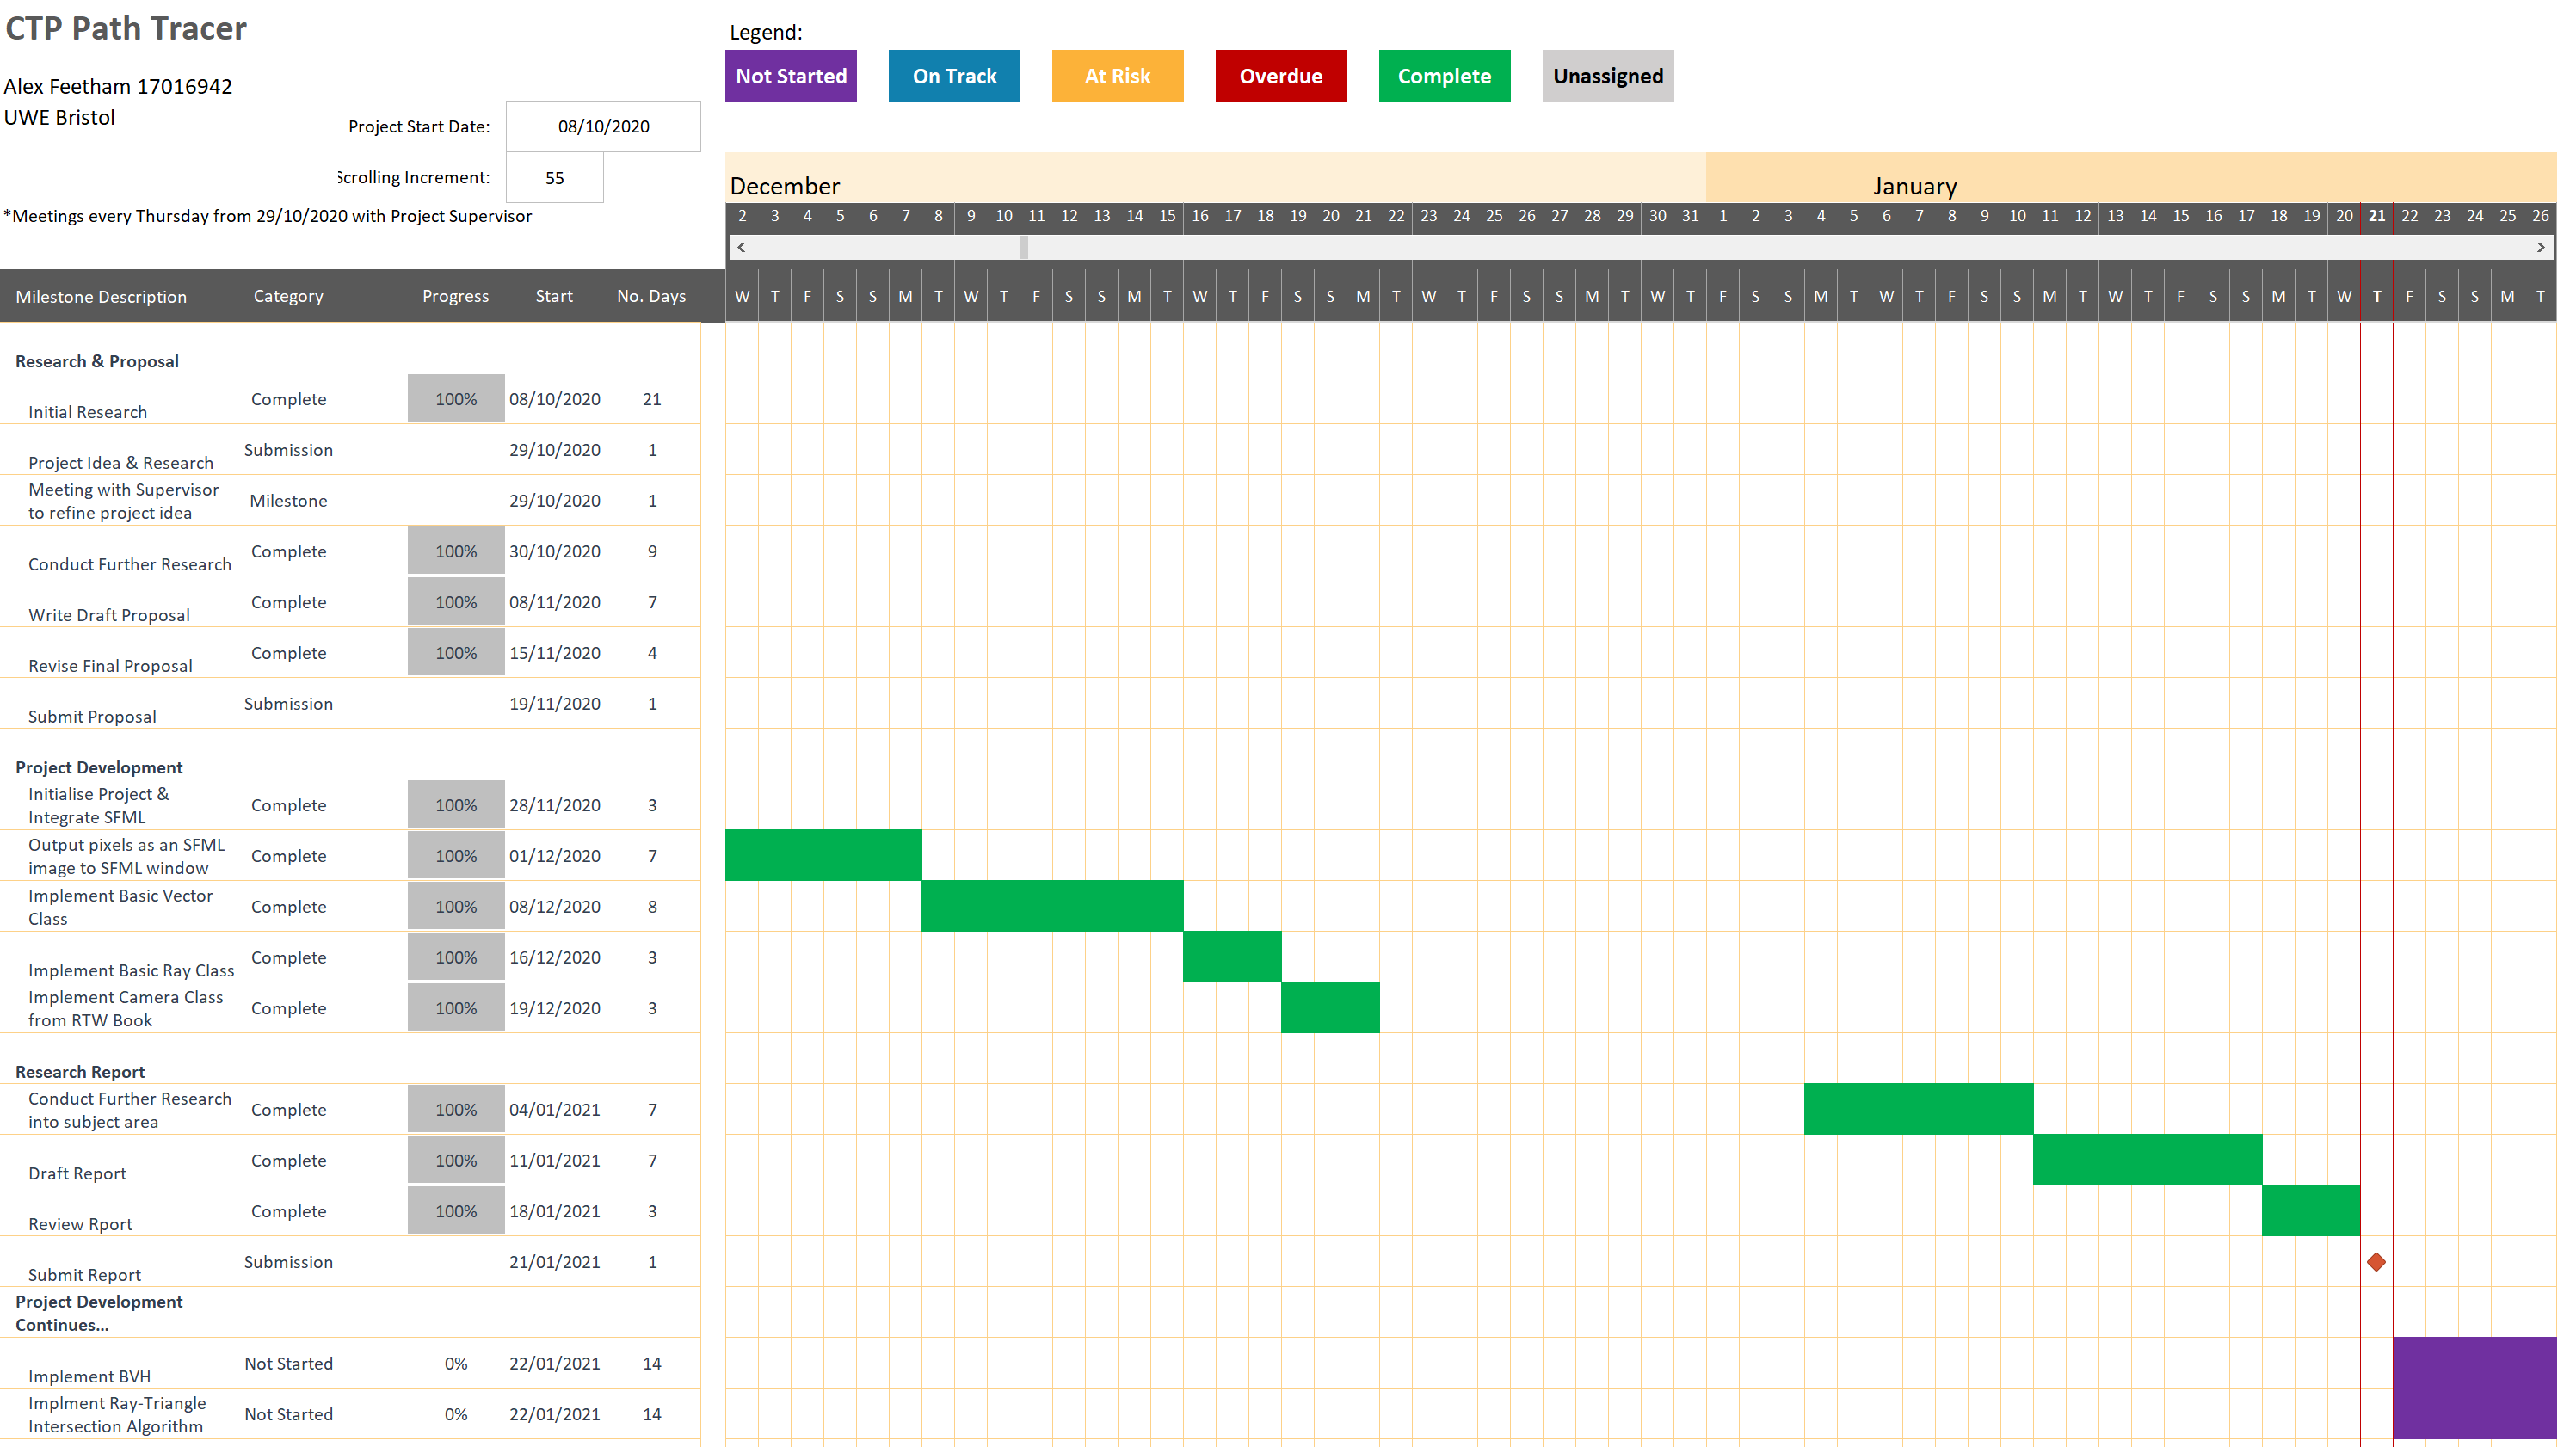 CTP Path Tracer
Legend:
Not Started On Track At Risk Overdue Complete Unassigned
Alex Feetham 17016942
UWE Bristol
Project Start Date: 08/10/2020
Scrolling Increment: 55
*Meetings every Thursday from 29/10/2020 with Project Supervisor
December January
2 3 4 5 6 7 8 9 10 11 12 13 14 15 16 17 18 19 20 21 22 23 24 25 26 27 28 29 30 31 1 2 3 4 5 6 7 8 9 10 11 12 13 14 15 16 17 18 19 20 21 22 23 24 25 26
Milestone Description Category Progress Start No. Days W T F S S M T W T F S S M T W T F S S M T W T F S S M T W T F S S M T W T F S S M T W T F S S M T W T F S S M T
Research & Proposal
Initial Research Complete 100% 08/10/2020 21
Project Idea & Research Submission 29/10/2020 1
Meeting with Supervisor
to refine project idea Milestone 29/10/2020 1
Conduct Further Research Complete 100% 30/10/2020 9
Write Draft Proposal Complete 100% 08/11/2020 7
Revise Final Proposal Complete 100% 15/11/2020 4
Submit Proposal Submission 19/11/2020 1
Project Development
Initialise Project &
Integrate SFML Complete 100% 28/11/2020 3
Output pixels as an SFML
image to SFML window Complete 100% 01/12/2020 7
Implement Basic Vector
Class Complete 100% 08/12/2020 8
Implement Basic Ray Class Complete 100% 16/12/2020 3
Implement Camera Class
from RTW Book Complete 100% 19/12/2020 3
Research Report
Conduct Further Research
into subject area Complete 100% 04/01/2021 7
Draft Report Complete 100% 11/01/2021 7
Review Rport Complete 100% 18/01/2021 3
Submit Report Submission 21/01/2021 1
Project Development
Continues...
Implement BVH Not Started 0% 22/01/2021 14
Implment Ray-Triangle
Intersection Algorithm Not Started 0% 22/01/2021 14